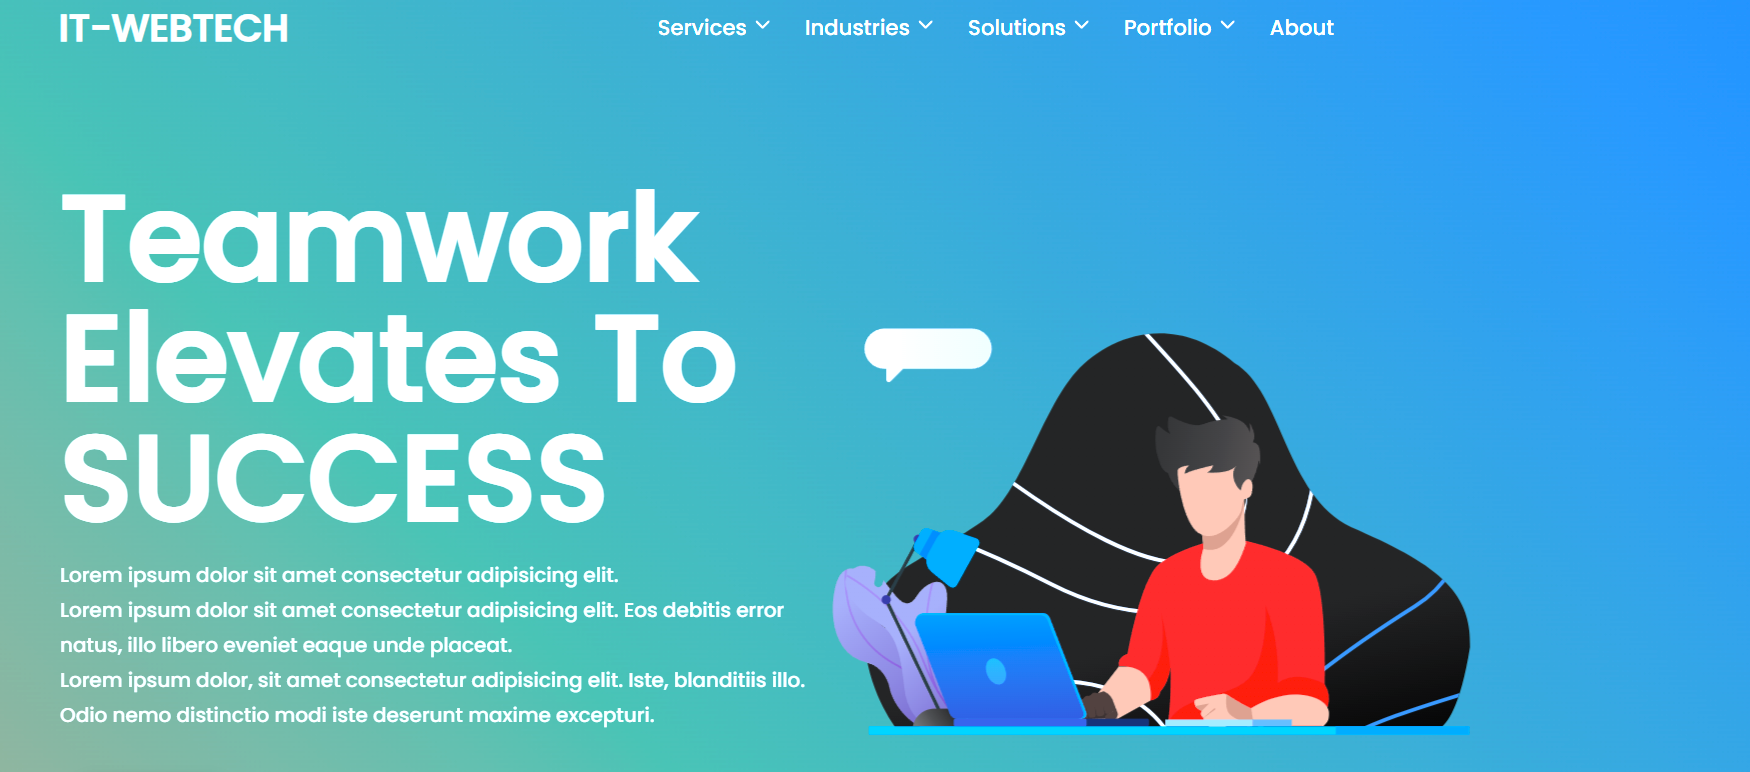 IT-WEBTECH
Services Industries Solutions Portfolio About
Teamwork
Elevates To
SUCCESS
Lorem ipsum dolor sit amet consectetur adipisicing elit.
Lorem ipsum dolor sit amet consectetur adipisicing elit. Eos debitis error
natus, illo libero eveniet eaque unde placeat.
Lorem ipsum dolor, sit amet consectetur adipisicing elit. Iste, blanditiis illo.
Odio nemo distinctio modi iste deserunt maxime excepturi.